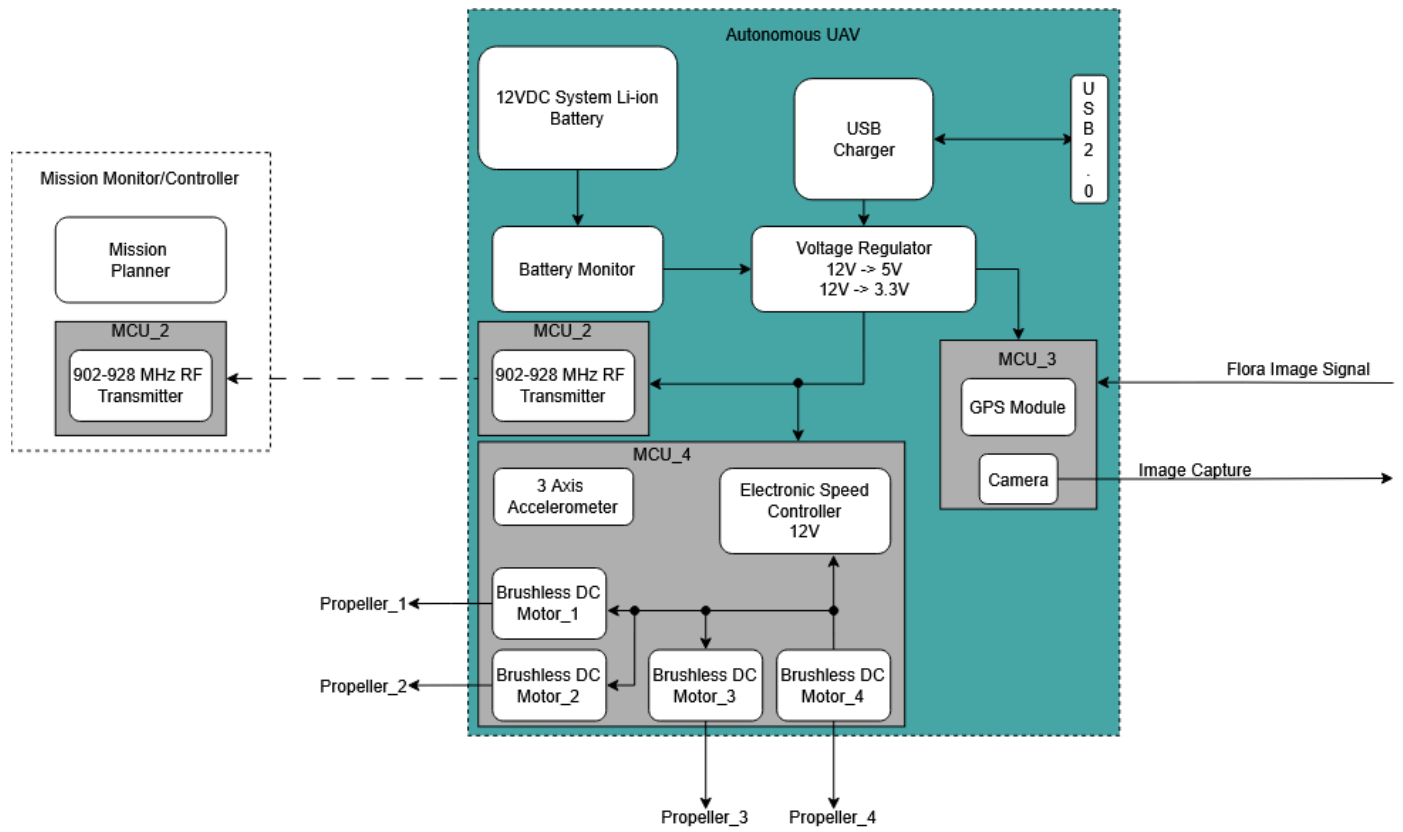 Autonomous UAV
12VDC System Li-ion
Battery
USB
Charger
U
S
B
2
.
0
Mission Monitor/Controller
Mission
Planner
Battery Monitor
Voltage Regulator
12V -> 5V
12V -> 3.3V
MCU_2
902-928 MHz RF
Transmitter
MCU_2
902-928 MHz RF
Transmitter
MCU_3
GPS Module
Camera
Flora Image Signal
Image Capture
MCU_4
3 Axis
Accelerometer
Electronic Speed
Controller
12V
Brushless DC
Motor_1
Propeller_1
Brushless DC
Motor_2
Propeller_2
Brushless DC
Motor_3
Brushless DC
Motor_4
Propeller_3
Propeller_4